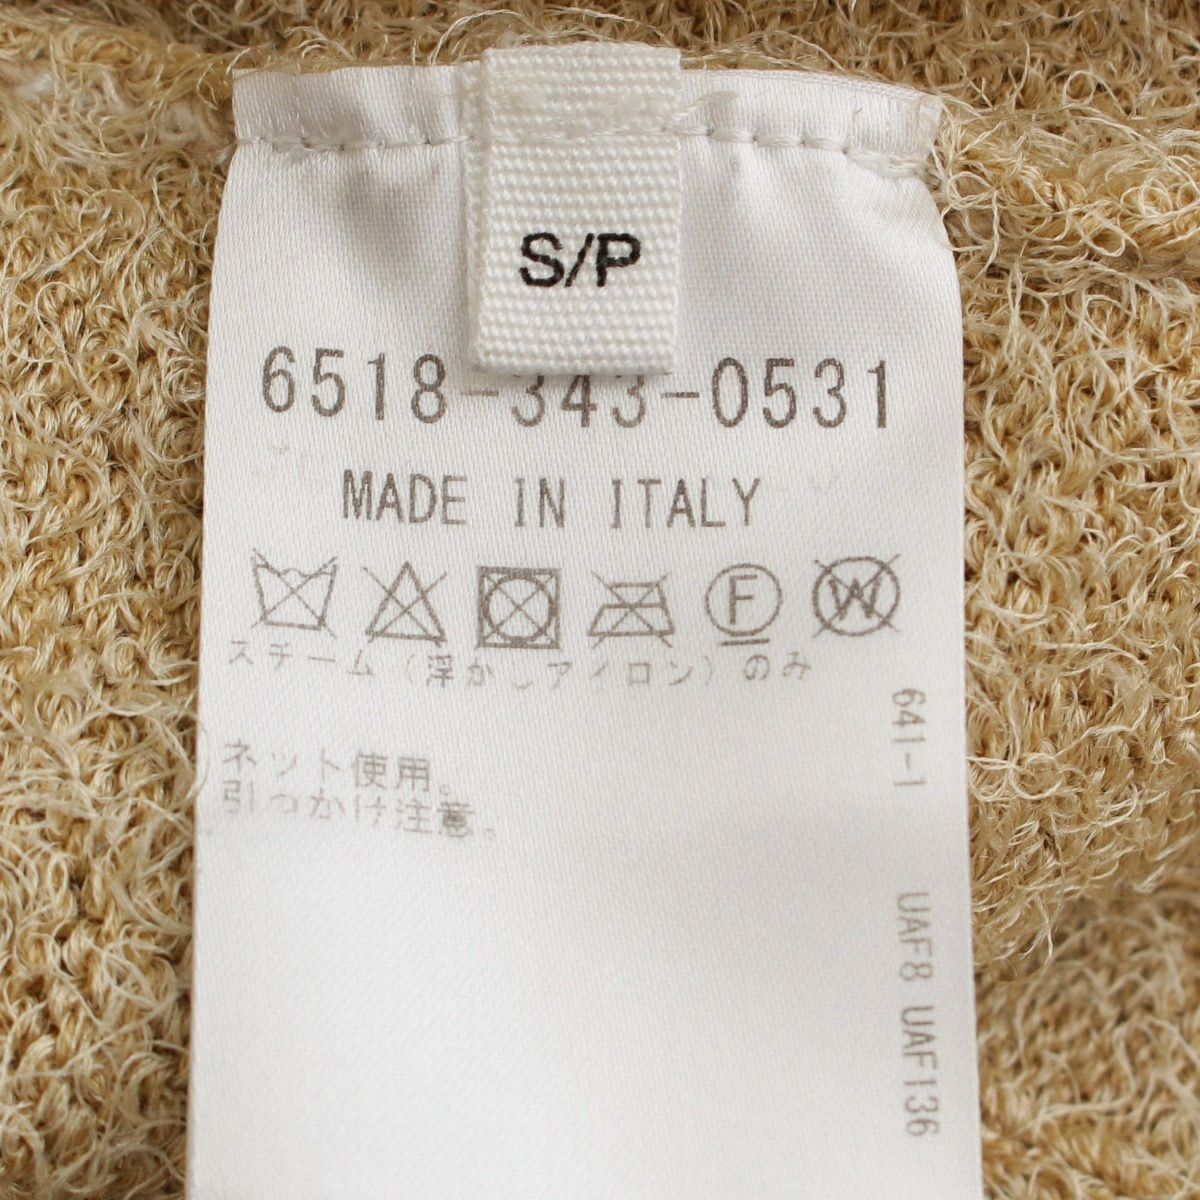 S/P
6518-343-0531
MADE IN ITALY
F W
スチーム(浮かしアイロン)のみ
ネット使用。
引っかけ注意。
641-1
UAF8 UAF136